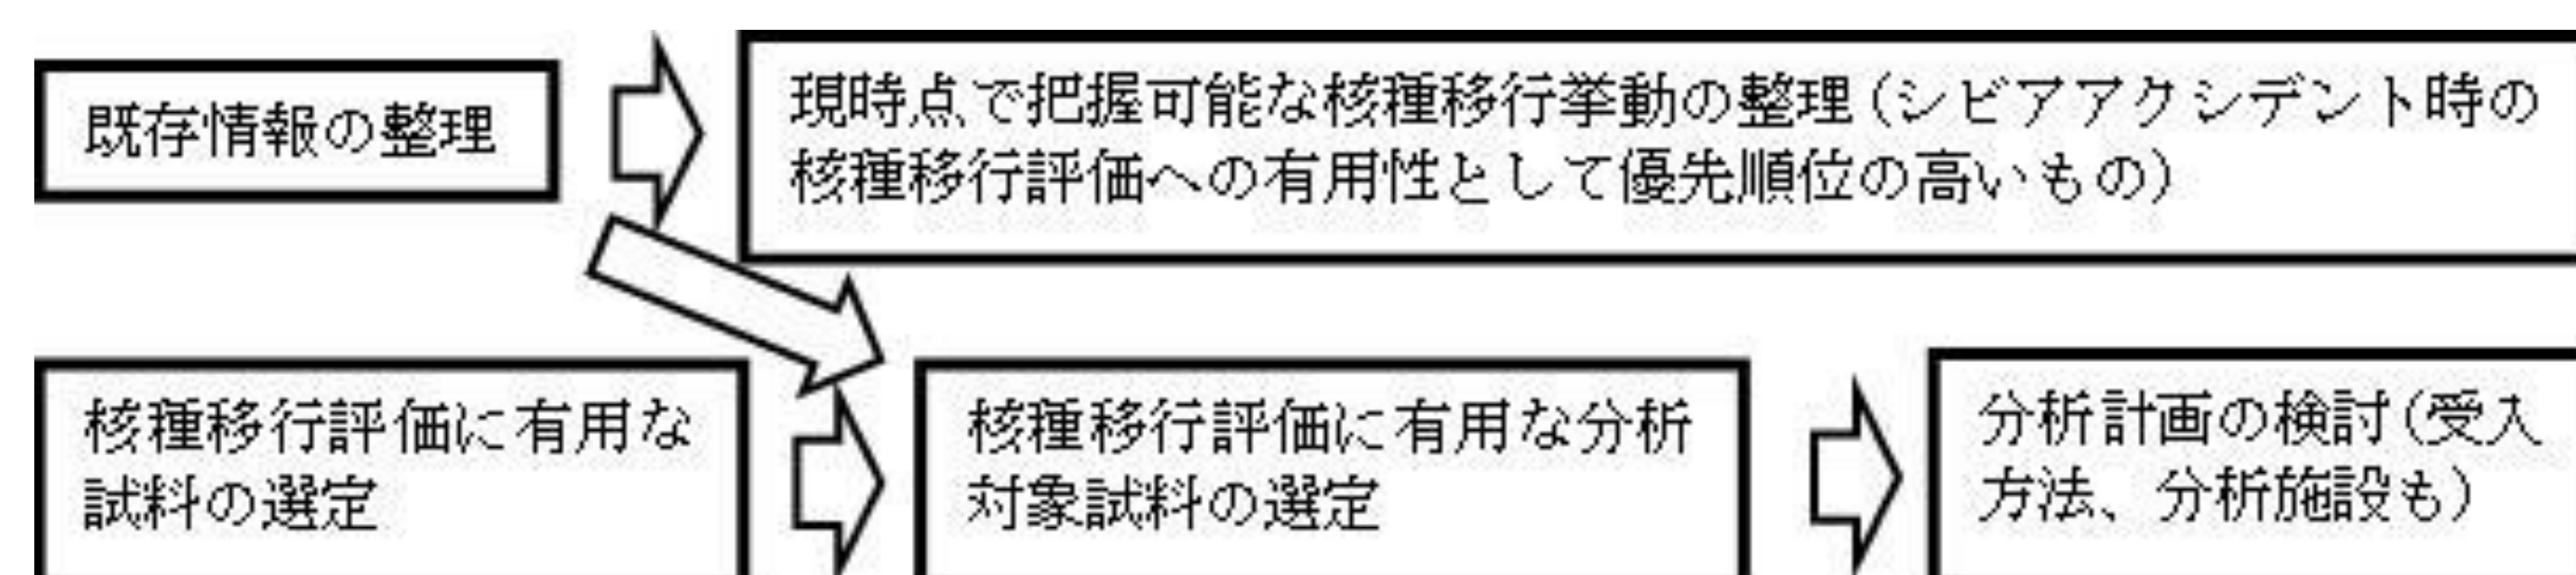 既存情報の整理
現時点で把握可能な核種移行挙動の整理(シビアアクシデント時の
核種移行評価への有用性として優先順位の高いもの)
核種移行評価に有用な
試料の選定
核種移行評価に有用な分析
対象試料の選定
分析計画の検討(受入
方法、分析施設も)